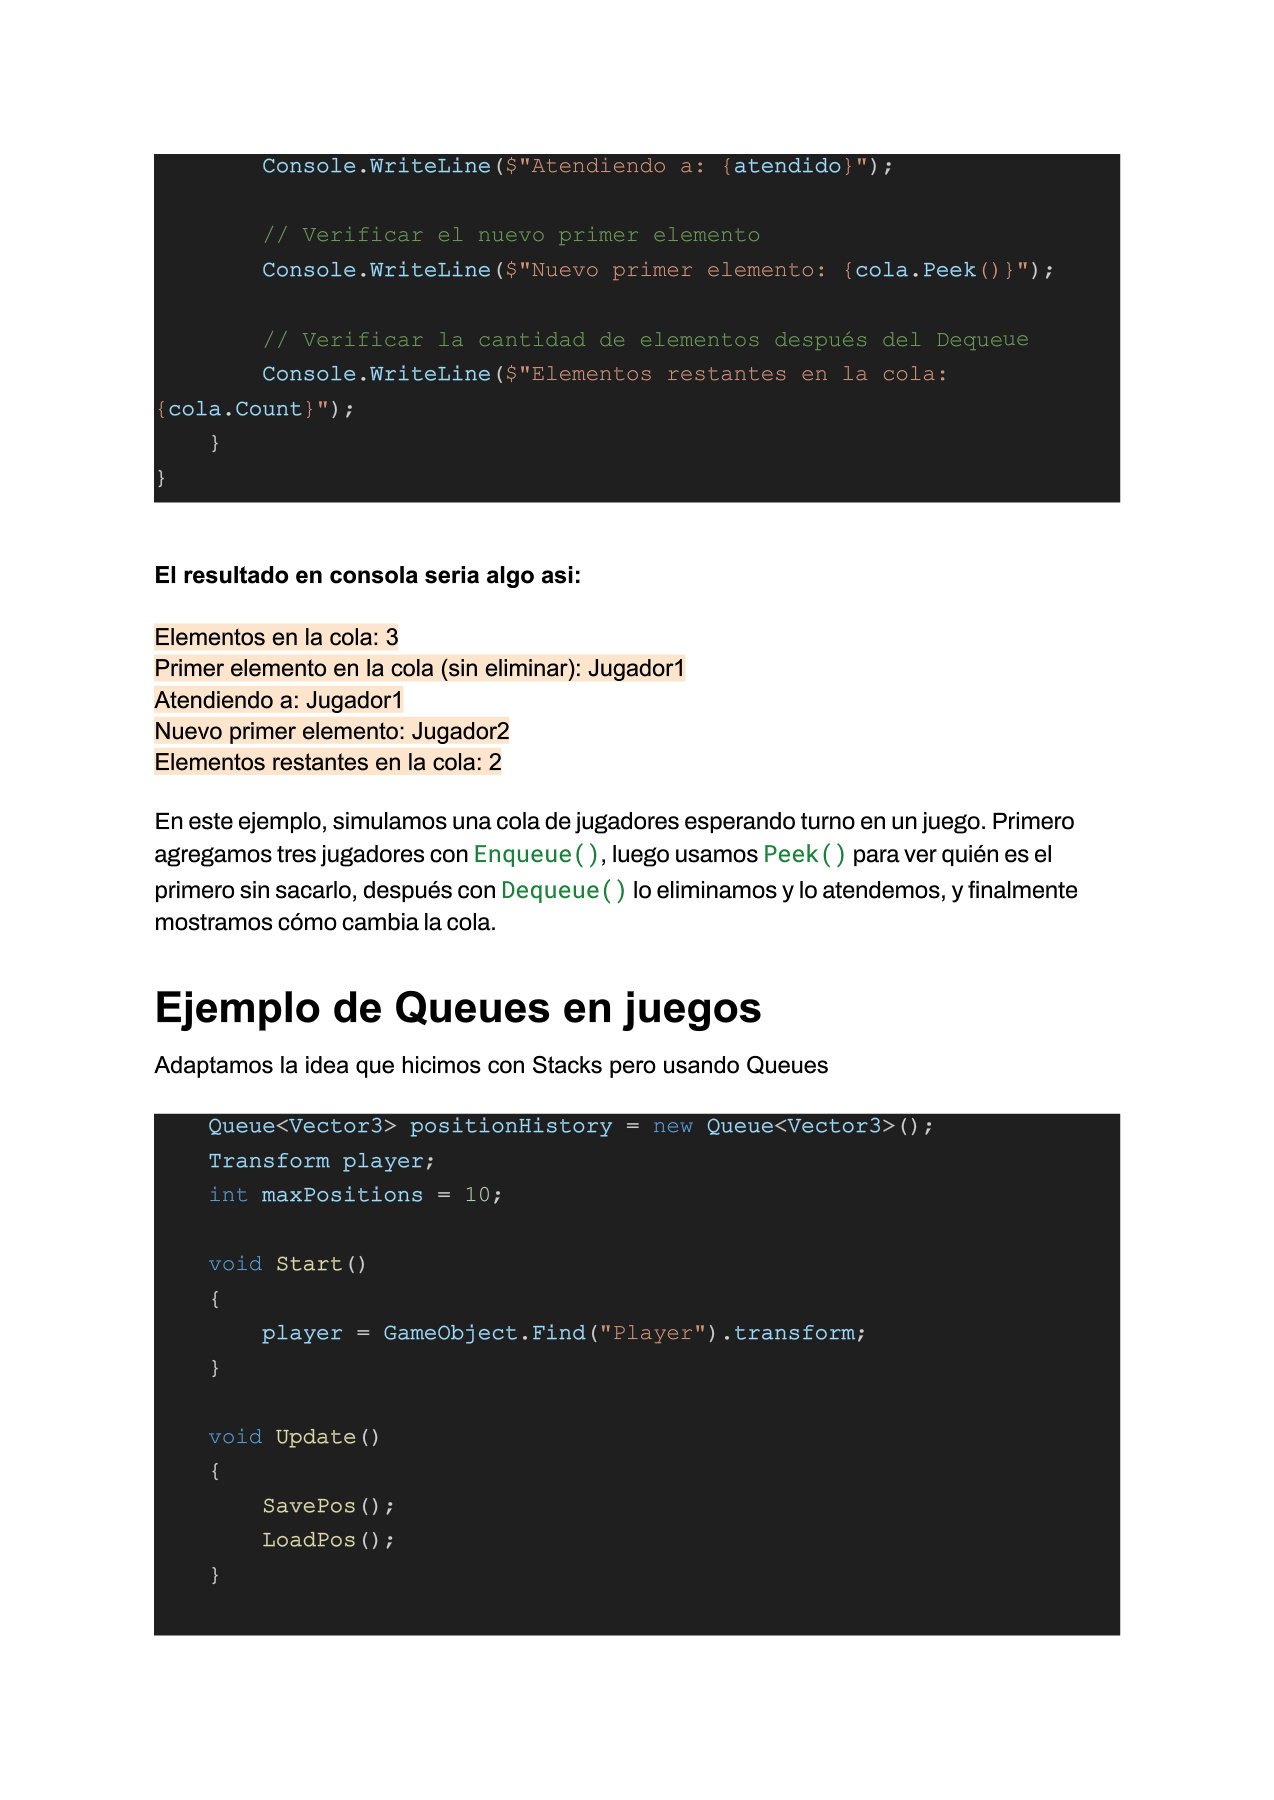 Console.WriteLine($"Atendiendo a: {atendido}");
// Verificar el nuevo primer elemento
Console.WriteLine($"Nuevo primer elemento: {cola.Peek()}");
// Verificar la cantidad de elementos después del Dequeue
Console.WriteLine($"Elementos restantes en la cola:
{cola.Count}");
}
}
El resultado en consola seria algo asi:
Elementos en la cola: 3
Primer elemento en la cola (sin eliminar): Jugador1
Atendiendo a: Jugador1
Nuevo primer elemento: Jugador2
Elementos restantes en la cola: 2
En este ejemplo, simulamos una cola de jugadores esperando turno en un juego. Primero
agregamos tres jugadores con Enqueue(), luego usamos Peek() para ver quién es el
primero sin sacarlo, después con Dequeue() lo eliminamos y lo atendemos, y finalmente
mostramos cómo cambia la cola.
Ejemplo de Queues en juegos
Adaptamos la idea que hicimos con Stacks pero usando Queues
Queue<Vector3> positionHistory = new Queue<Vector3>();
Transform player;
int maxPositions = 10;
void Start()
{
player = GameObject.Find("Player").transform;
}
void Update()
{
SavePos();
LoadPos();
}